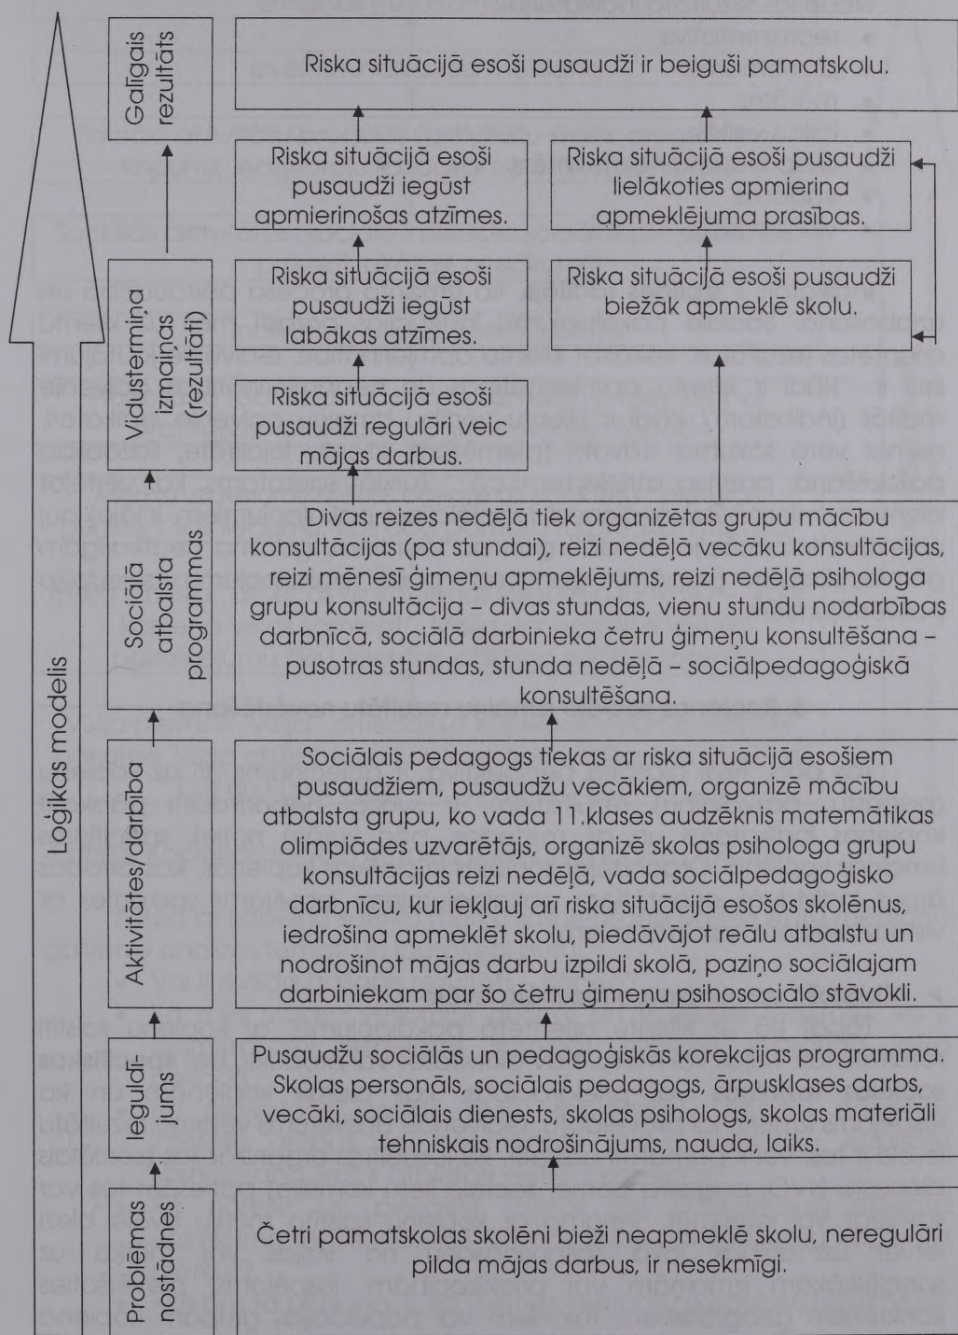 Loģikas modelis
Galīgais
rezultāts
Riska situācijā esoši pusaudži ir beiguši pamatskolu.
Vidustermiņa
izmaiņas
(rezultāti)
Riska situācijā esoši
pusaudži iegūst
apmierinošas atzīmes.
Riska situācijā esoši pusaudži
lielākoties apmierina
apmeklējuma prasības.
Riska situācijā esoši
pusaudži iegūst
labākas atzīmes.
Riska situācijā esoši pusaudži
biežāk apmeklē skolu.
Riska situācijā esoši
pusaudži regulāri veic
mājas darbus.
Sociālā
atbalsta
programmas
Divas reizes nedēļā tiek organizētas grupu mācību
konsultācijas (pa stundai), reizi nedēļā vecāku konsultācijas,
reizi mēnesī ģimeņu apmeklējums, reizi nedēļā psihologa
grupu konsultācija – divas stundas, vienu stundu nodarbības
darbnīcā, sociālā darbinieka četru ģimeņu konsultēšana –
pusotras stundas, stunda nedēļā – sociālpedagoģiskā
konsultēšana.
Aktivitātes/darbība
Sociālais pedagogs tiekas ar riska situācijā esošiem
pusaudžiem, pusaudžu vecākiem, organizē mācību
atbalsta grupu, ko vada 11.klases audzēknis matemātikas
olimpiādes uzvarētājs, organizē skolas psihologa grupu
konsultācijas reizi nedēļā, vada sociālpedagoģisko
darbnīcu, kur iekļauj arī riska situācijā esošos skolēnus,
iedrošina apmeklēt skolu, piedāvājot reālu atbalstu un
nodrošinot mājas darbu izpildi skolā, paziņo sociālajam
darbiniekam par šo četru ģimeņu psihosociālo stāvokli.
Ieguldī-
jums
Pusaudžu sociālās un pedagoģiskās korekcijas programma.
Skolas personāls, sociālais pedagogs, ārpusklases darbs,
vecāki, sociālais dienests, skolas psihologs, skolas materiāli
tehniskais nodrošinājums, nauda, laiks.
Problēmas
nostādnes
Četri pamatskolas skolēni bieži neapmeklē skolu, neregulāri
pilda mājas darbus, ir nesekmīgi.